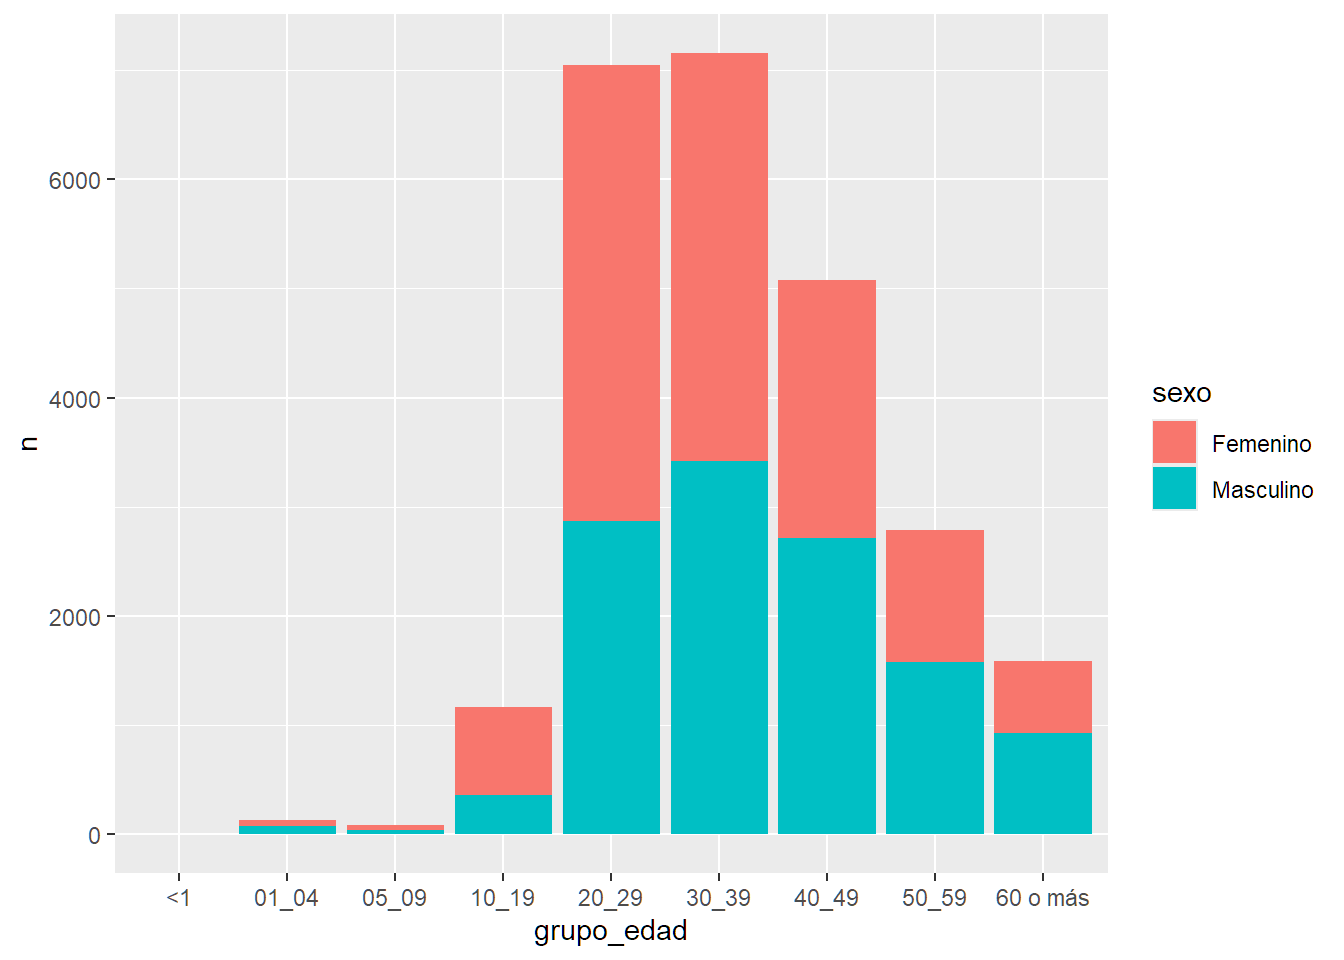 6000
4000
2000
0
n
<1 01_04 05_09 10_19 20_29 30_39 40_49 50_59 60 o más
grupo_edad
sexo
Femenino
Masculino